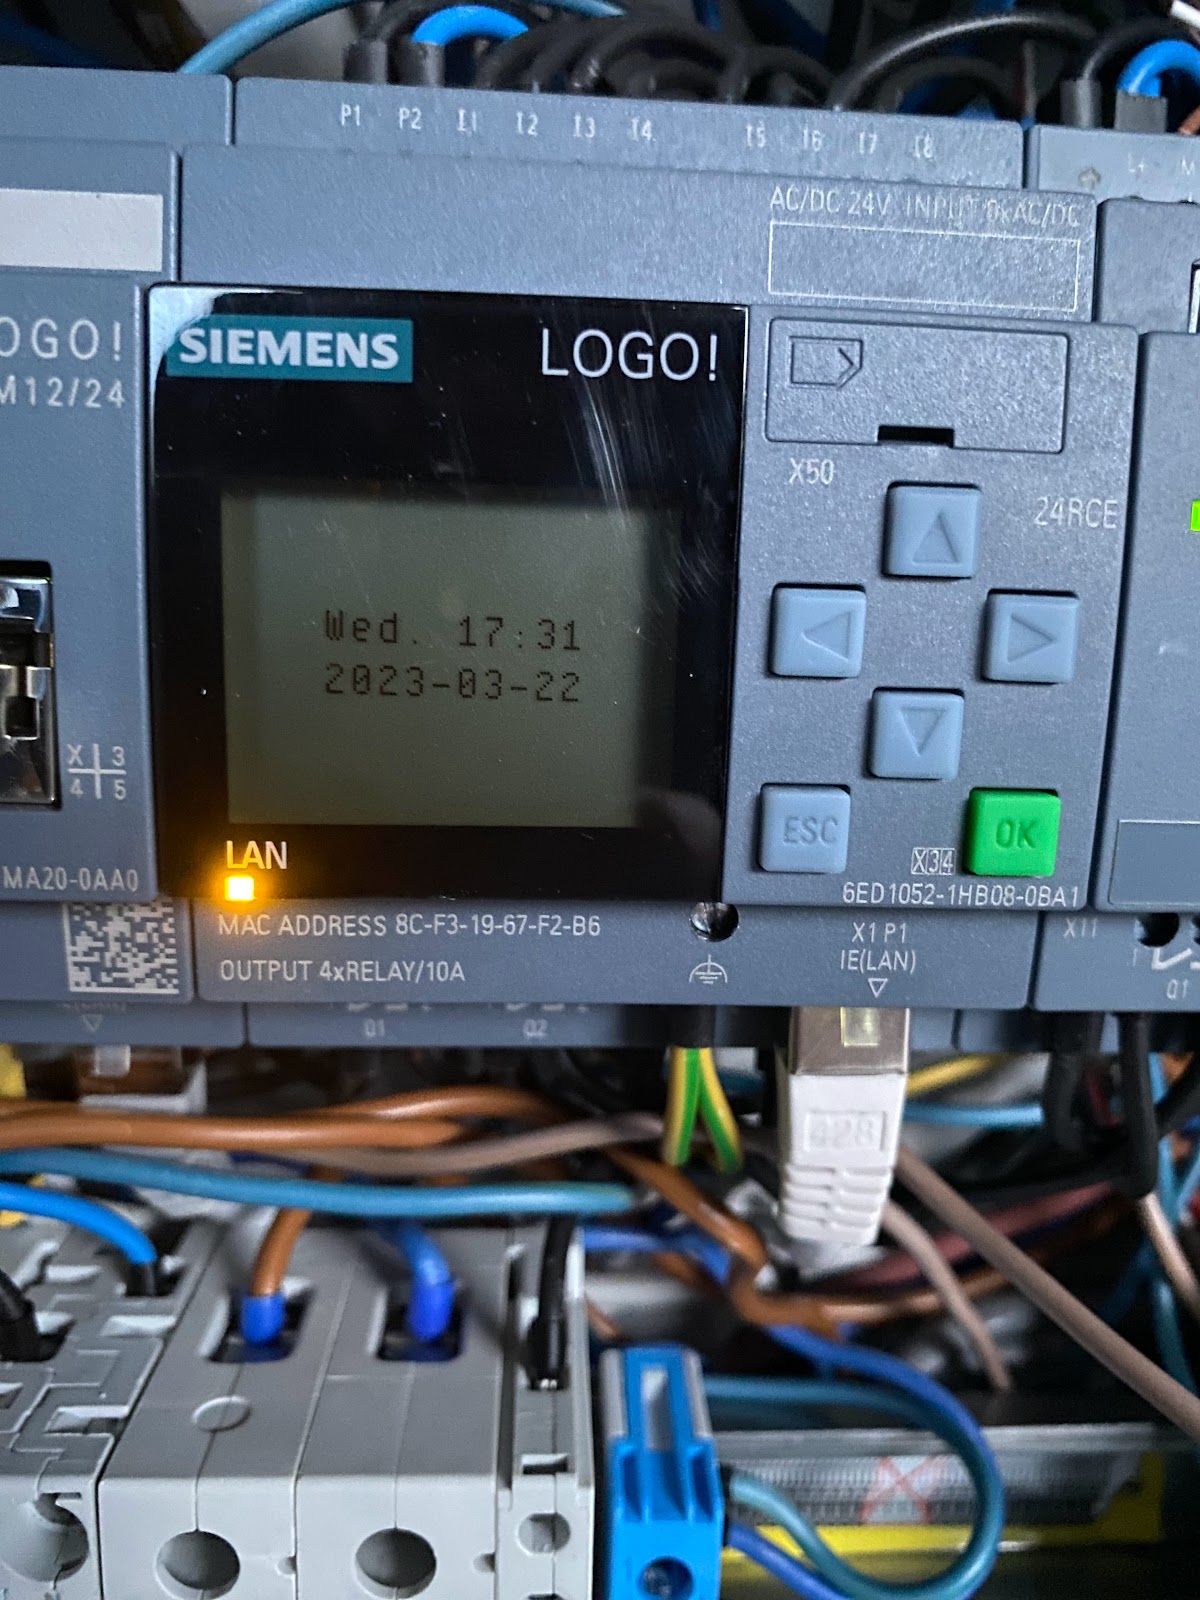 P1 P2 I1 I2 I3 I4 I5 I6 I7 I8
L+ M
AC/DC 24V INPUT 8xAC/DC
OGO!
M12/24
SIEMENS LOGO!
X50
24RCE
Wed. 17:31
2023-03-22
X 3
4 5
ESC OK
LAN
X34
MA20-0AA0
6ED1052-1HB08-0BA1
MAC ADDRESS 8C-F3-19-67-F2-B6
X1 P1
X11
IE(LAN)
OUTPUT 4xRELAY/10A
Q1
Q1 Q2